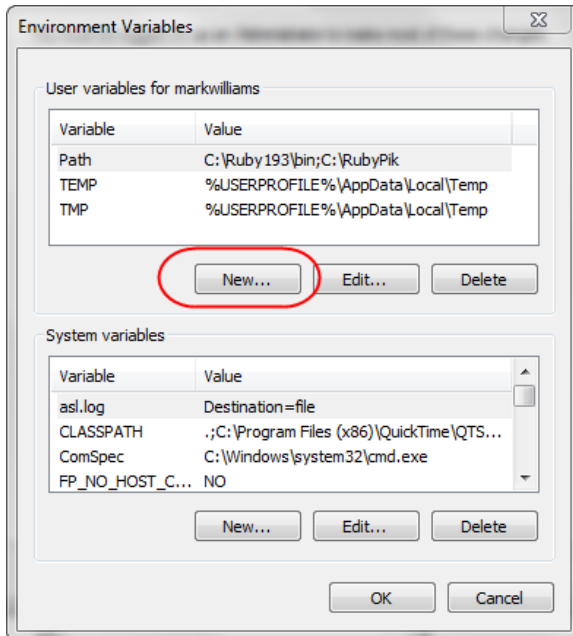 Environment Variables
User variables for markwilliams
Variable Value
Path C:\Ruby193\bin;C:\RubyPik
TEMP %USERPROFILE%\AppData\Local\Temp
TMP %USERPROFILE%\AppData\Local\Temp
New... Edit... Delete
System variables
Variable Value
asl.log Destination=file
CLASSPATH .;C:\Program Files (x86)\QuickTime\QTS...
ComSpec C:\Windows\system32\cmd.exe
FP_NO_HOST_C... NO
New... Edit... Delete
OK Cancel